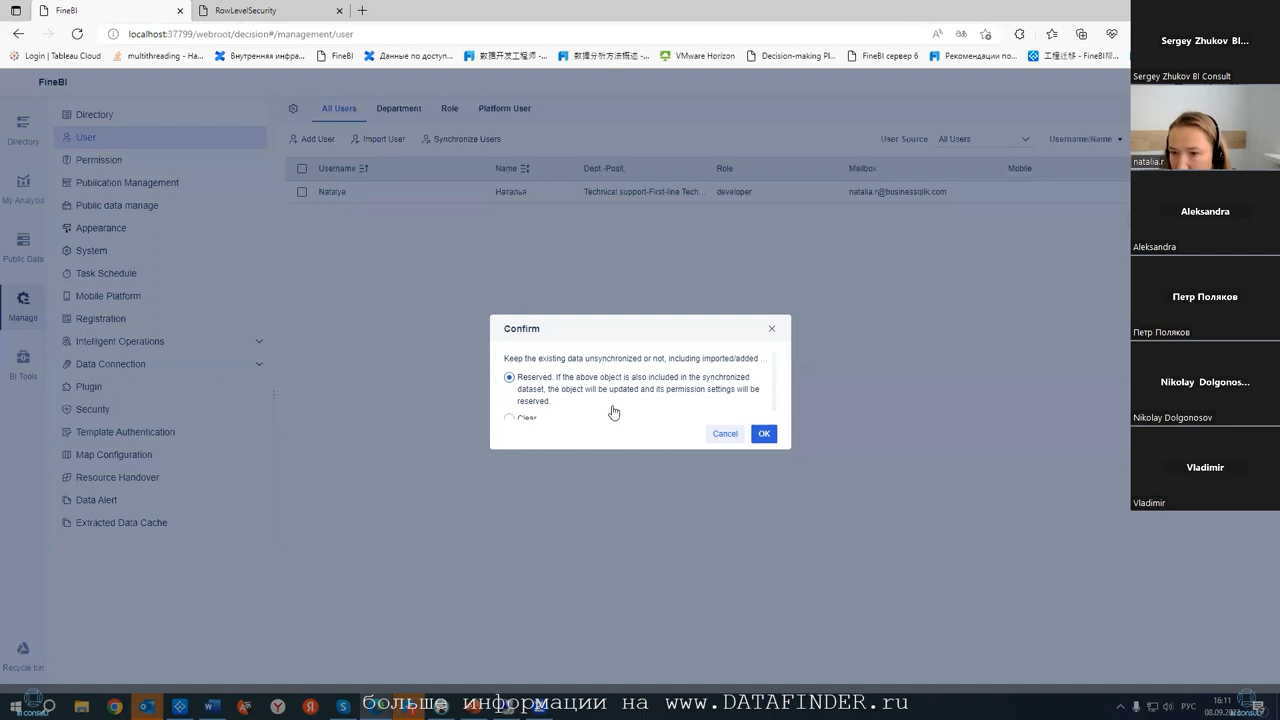 FineBI
RowLevelSecurity
localhost:37799/webroot/decision#/management/user
Login | Tableau Cloud
multithreading - Ha...
Внутренняя инфра...
Данные по доступ...
数据开发工程师-...
数据分析方法概述 -...
VMware Horizon
Decision-making Pl...
FineBI
FineBI сервер 6
Рекомендации по...
工程迁移- FineBI帮...
FineBI
Directory
My Analysis
Public Data
Manage
BI Tools
Recycle bin
Directory
User
Permission
Publication Management
Public data manage
Appearance
System
Task Schedule
Mobile Platform
Registration
Intelligent Operations
Data Connection
Plugin
Security
Template Authentication
Map Configuration
Resource Handover
Data Alert
Extracted Data Cache
All Users Department Role Platform User
Add User Import User Synchronize Users User Source All Users Username/Name
Username Name Dept.-Posit. Role Mailbox Mobile
Natalya Наталья Technical support-First-line Tech... developer natalia.r@businessqlik.com
Confirm
Keep the existing data unsynchronized or not, including imported/added ...
Reserved. If the above object is also included in the synchronized
dataset, the object will be updated and its permission settings will be
reserved.
Clear
Cancel OK
Sergey Zhukov BI...
Sergey Zhukov BI Consult
natalia.r
Aleksandra
Aleksandra
Петр Поляков
Петр Поляков
Nikolay Dolgonos...
Nikolay Dolgonosov
Vladimir
Vladimir
больше информации на www.DATAFINDER.ru
РУС
16:11